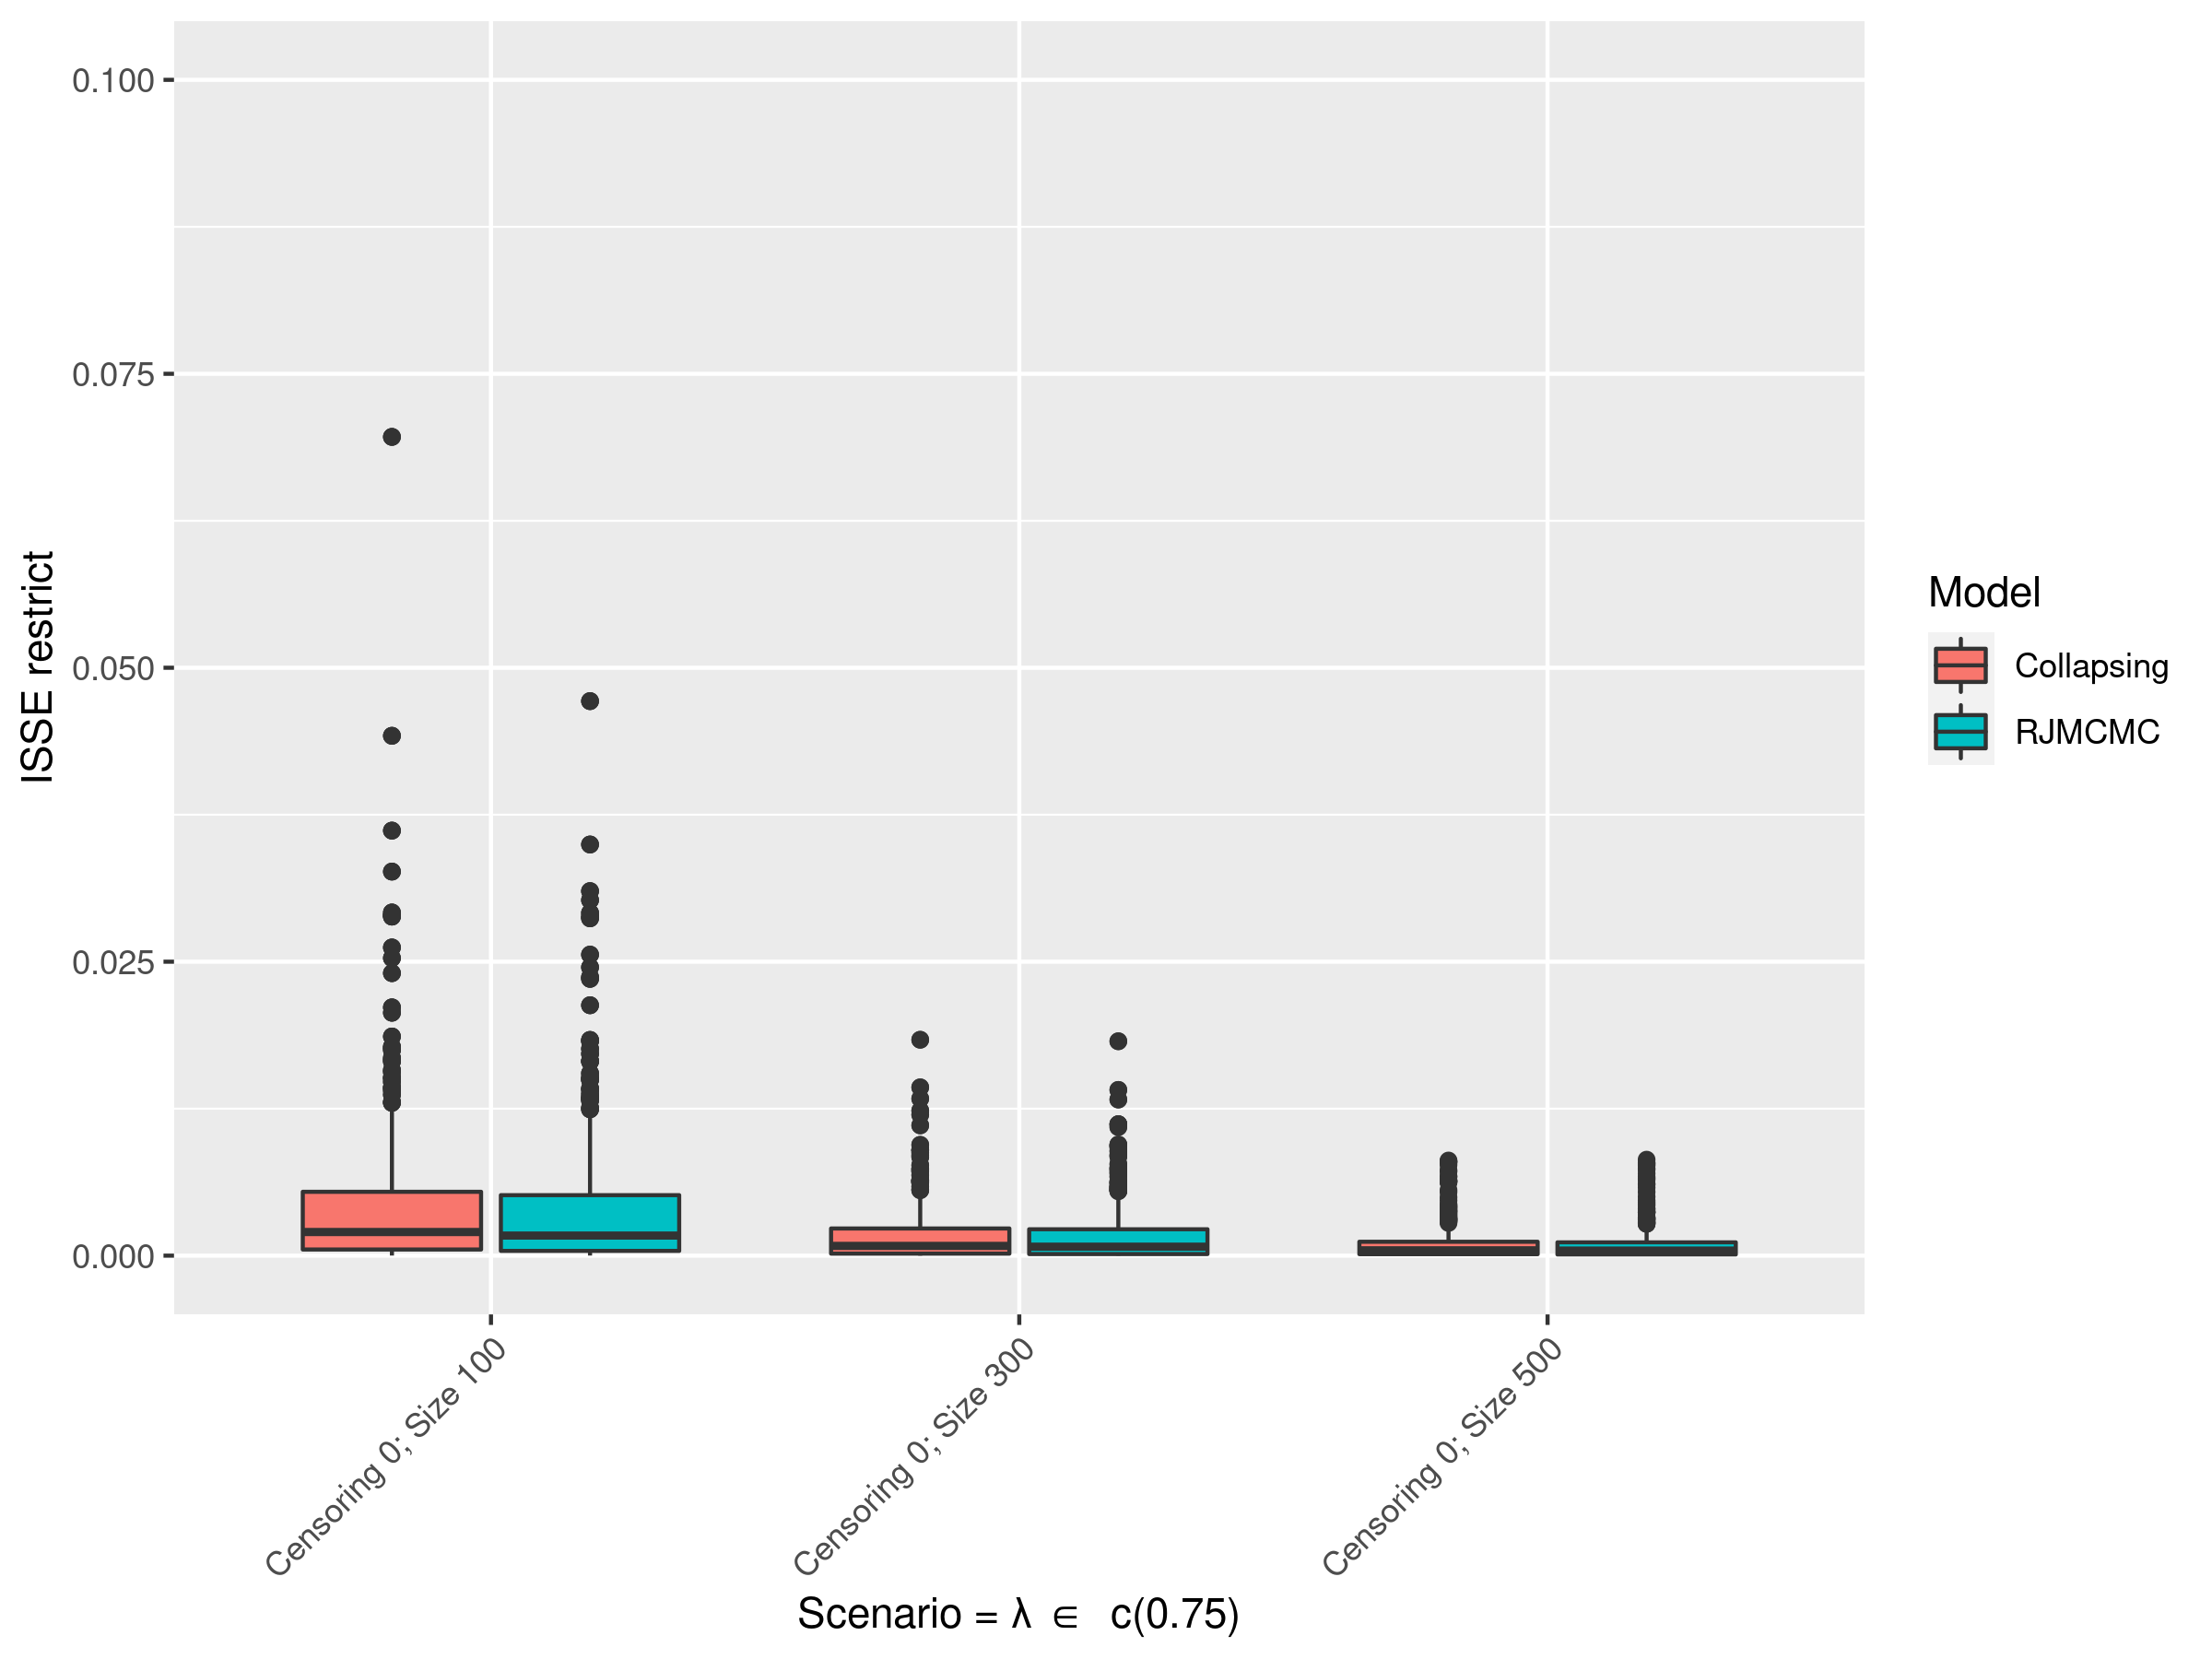 ISSE restrict
0.100
0.075
0.050
0.025
0.000
Censoring 0; Size 100
Censoring 0; Size 300
Censoring 0; Size 500
Scenario = λ ∈ c(0.75)
Model
Collapsing
RJMCMC